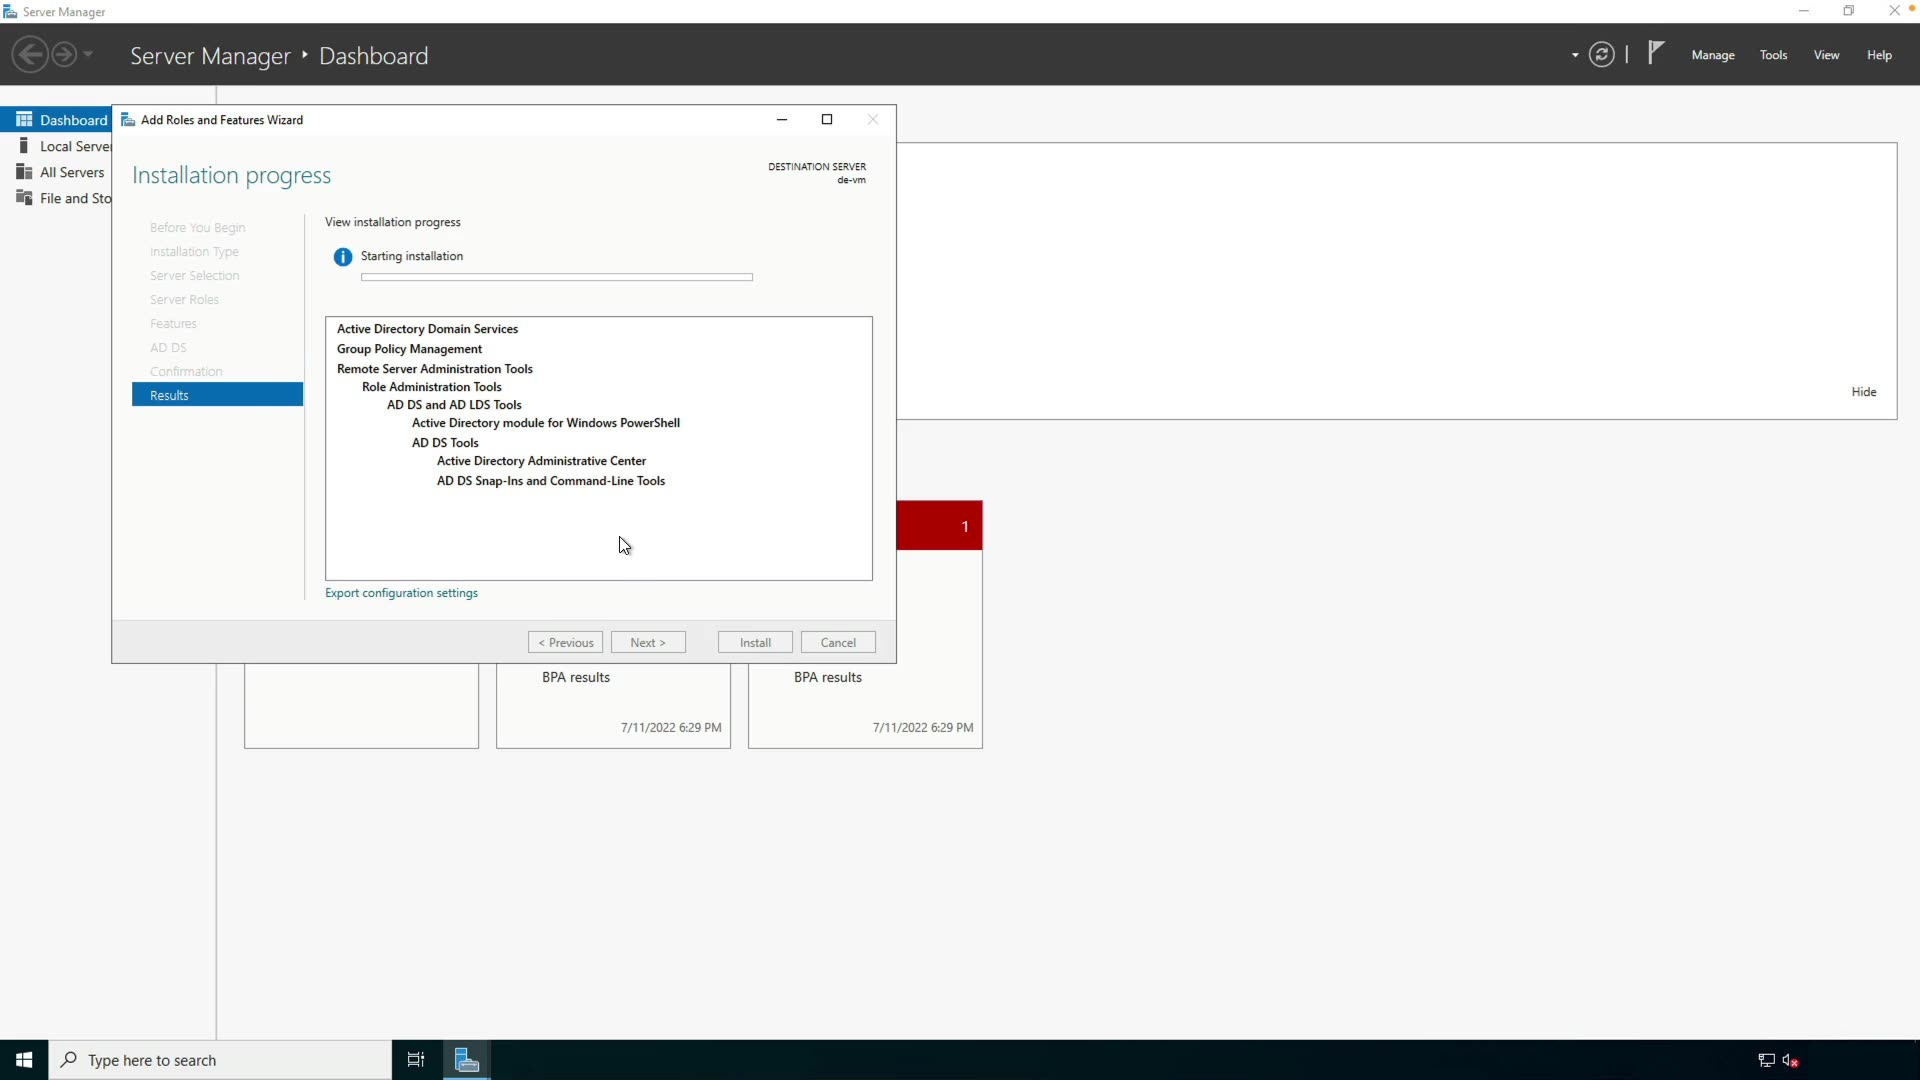 Server Manager
Server Manager ‣ Dashboard
Manage
Tools
View
Help
Dashboard
Local Server
All Servers
File and Sto
Add Roles and Features Wizard
Installation progress
DESTINATION SERVER
de-vm
Before You Begin
Installation Type
Server Selection
Server Roles
Features
AD DS
Confirmation
Results
View installation progress
Starting installation
Active Directory Domain Services
Group Policy Management
Remote Server Administration Tools
Role Administration Tools
AD DS and AD LDS Tools
Active Directory module for Windows PowerShell
AD DS Tools
Active Directory Administrative Center
AD DS Snap-Ins and Command-Line Tools
Export configuration settings
< Previous
Next >
Install
Cancel
Hide
1
BPA results
7/11/2022 6:29 PM
BPA results
7/11/2022 6:29 PM
Type here to search